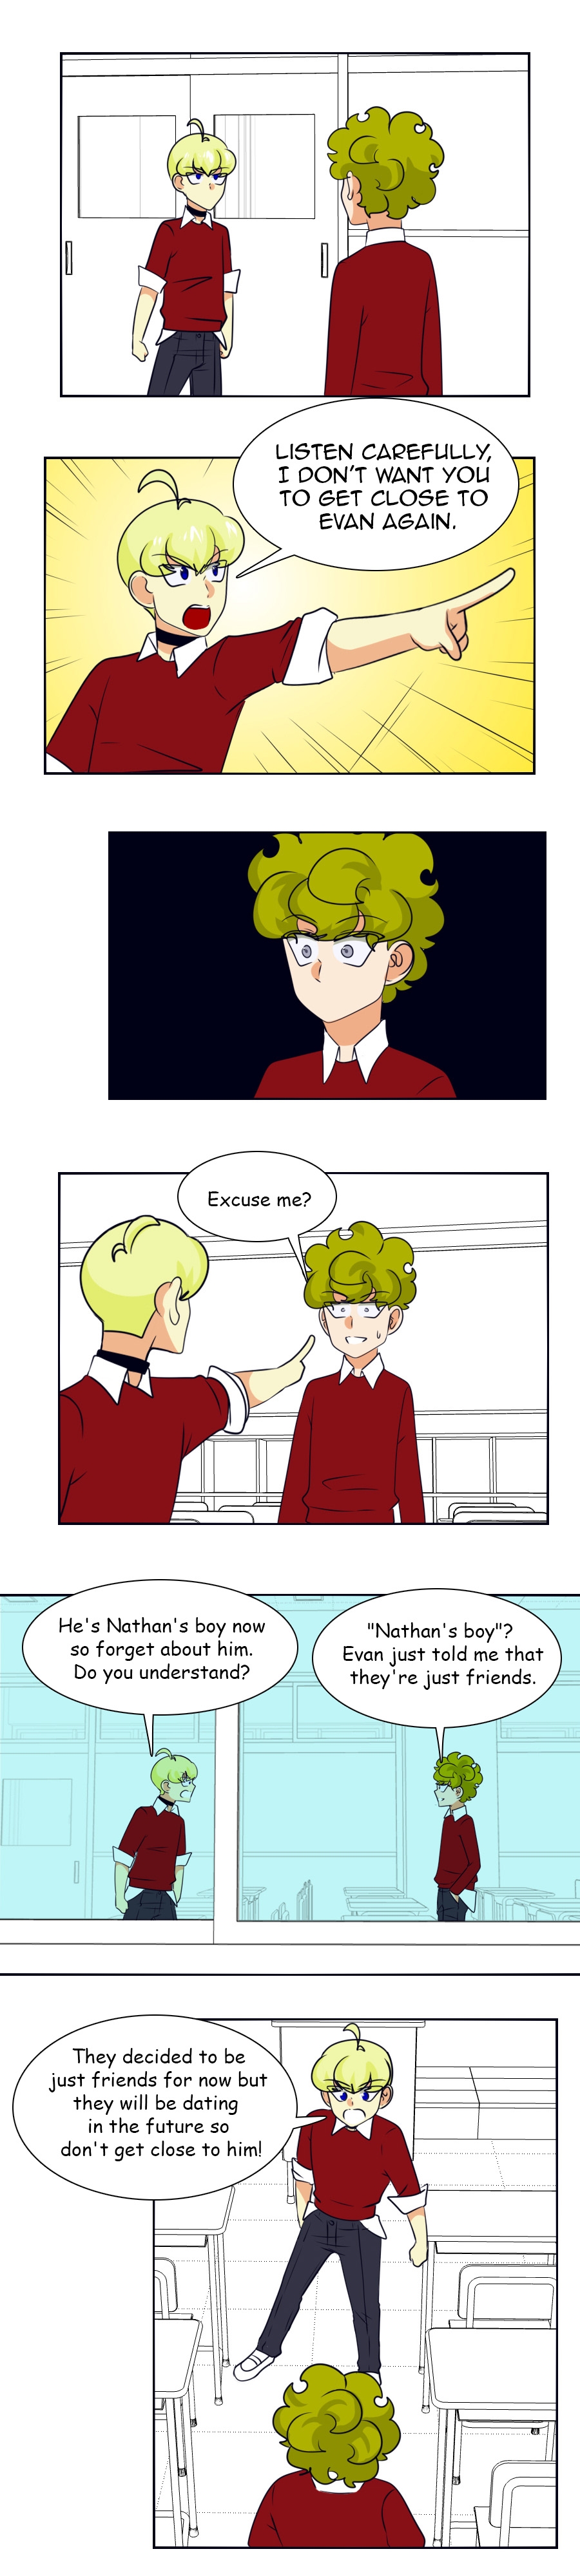 LISTEN CAREFULLY,
I DON'T WANT YOU
TO GET CLOSE TO
EVAN AGAIN.
Excuse me?
He's Nathan's boy now
so forget about him.
Do you understand?
"Nathan's boy"?
Evan just told me that
they're just friends.
They decided to be
just friends for now but
they will be dating
in the future so
don't get close to him!